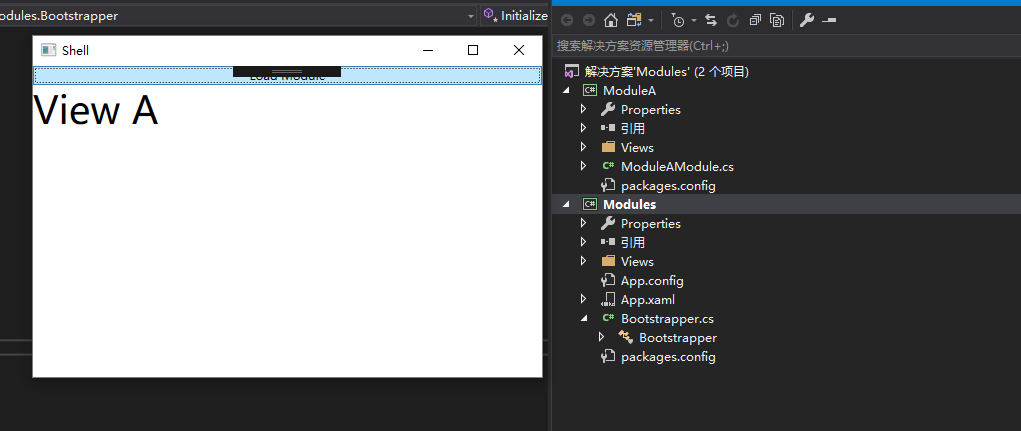 odules.Bootstrapper
Initialize
Shell
Load Module
View A
搜索解决方案资源管理器(Ctrl+;)
解决方案'Modules' (2 个项目)
ModuleA
Properties
引用
Views
ModuleAModule.cs
packages.config
Modules
Properties
引用
Views
App.config
App.xaml
Bootstrapper.cs
Bootstrapper
packages.config